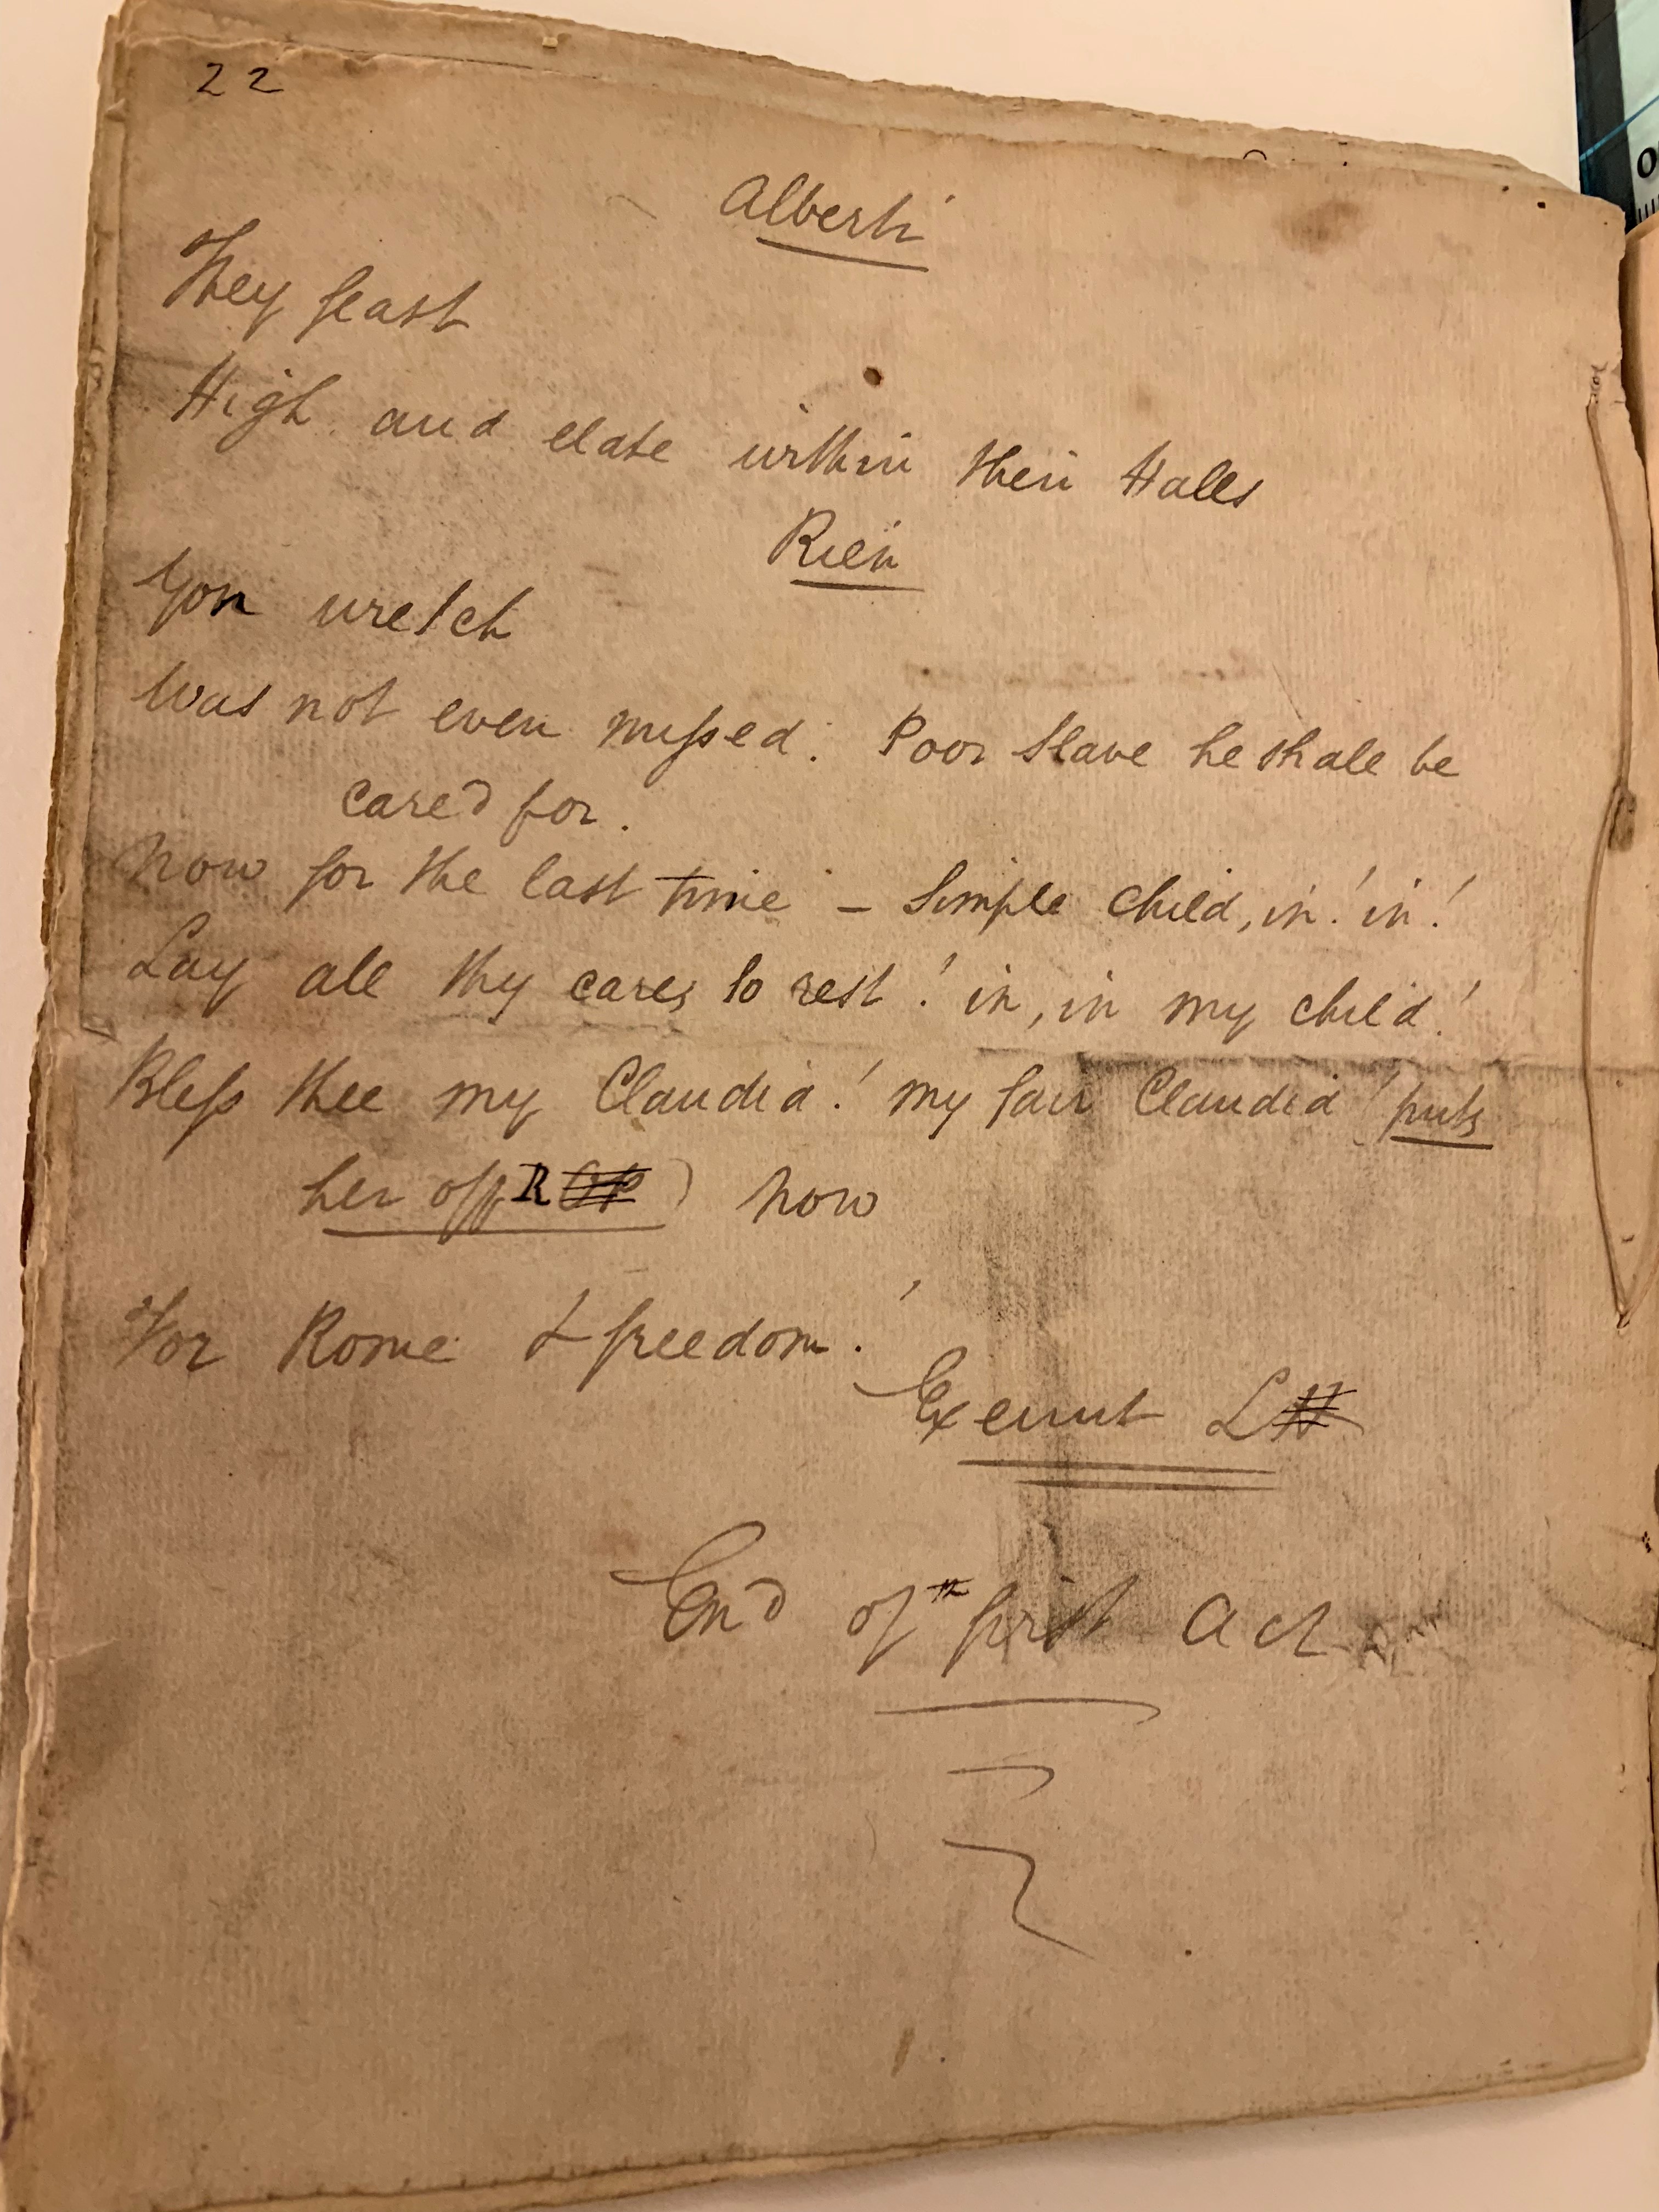 22
Alberti
They feast
High and elate within their Halls
Rien
Yon wretch
Was not even missed. Poor Slave he shall be
cared for.
Now for the last time – Simple child, in! in!
Lay all thy cares to rest! in, in my child!
Bless thee my Claudia! my fair Claudia! (puts
her off R) now
For Rome & freedom!
Exeunt L
End of first Act